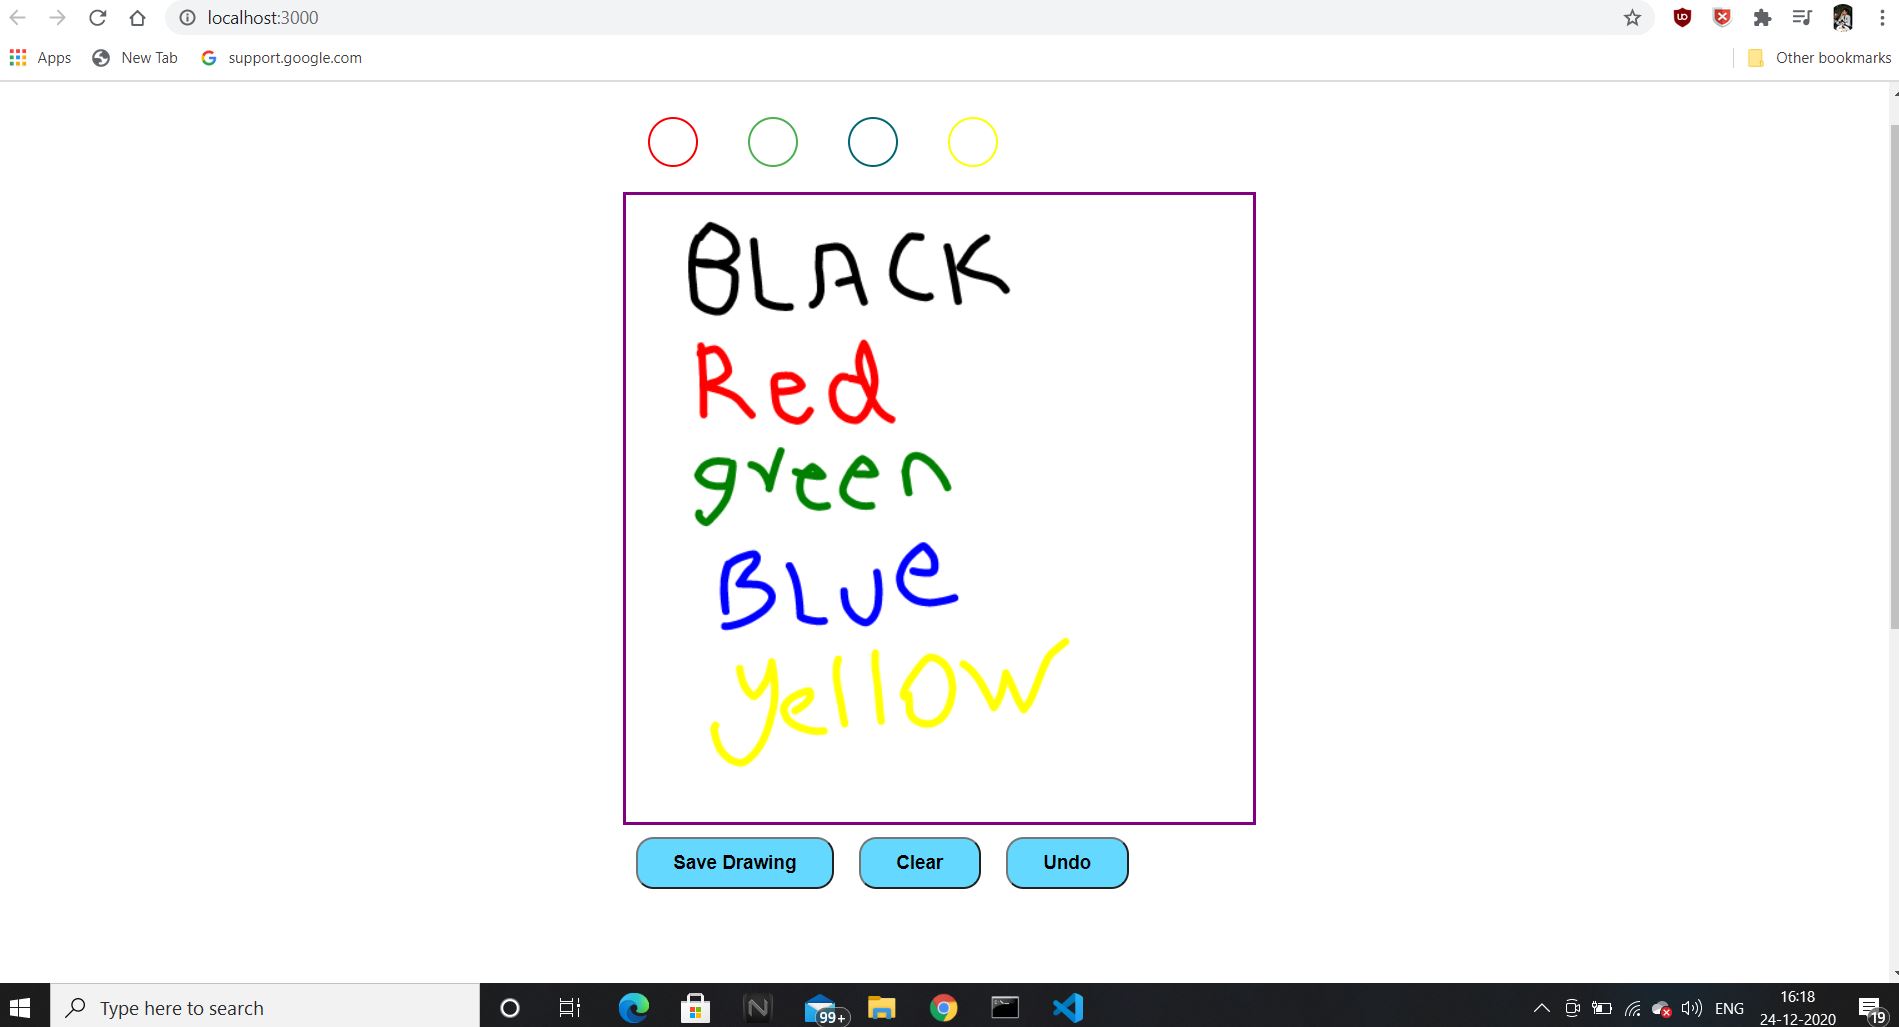 localhost:3000
Apps New Tab support.google.com Other bookmarks
BLACK
Red
green
BLUe
yellow
Save Drawing Clear Undo
Type here to search
99+
ENG
16:18
24-12-2020
19